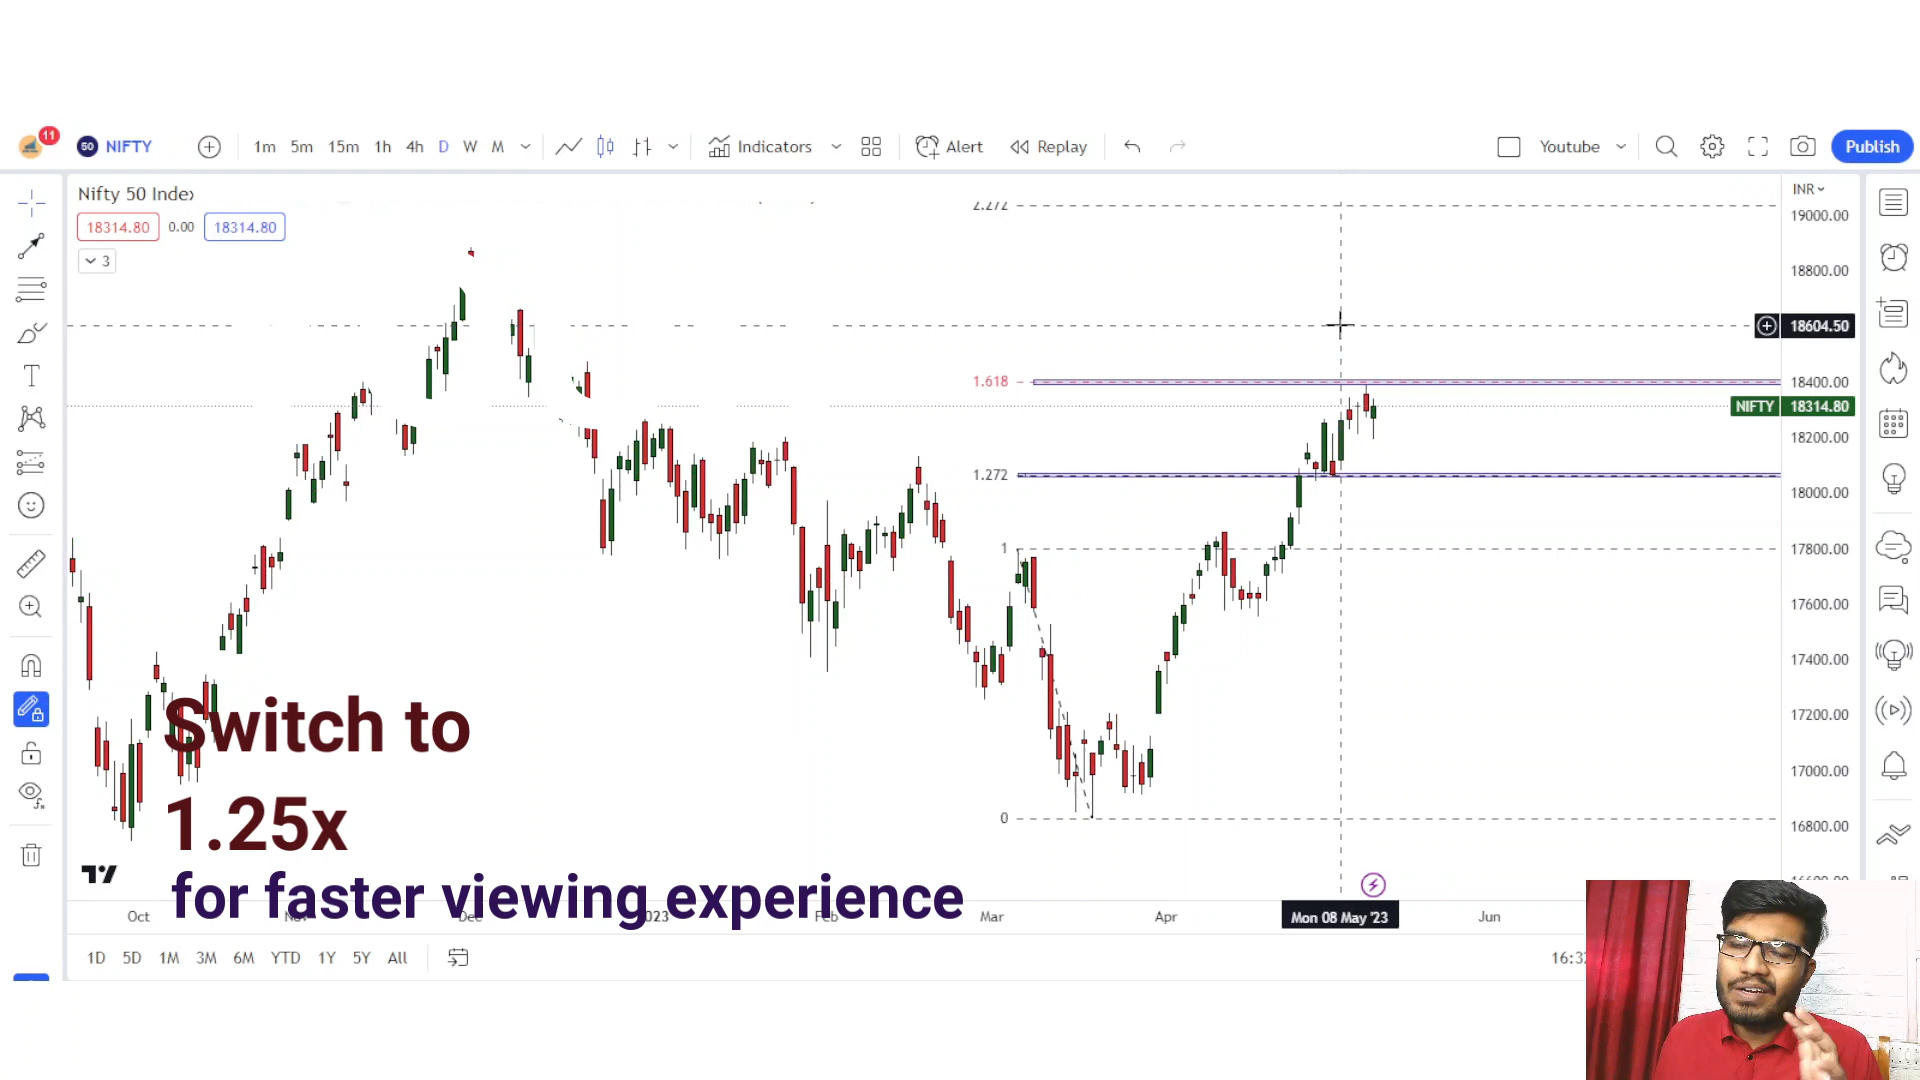 11
50 NIFTY
1m 5m 15m 1h 4h D W M
Indicators
Alert
Replay
Youtube
Publish
Nifty 50 Index
18314.80 0.00 18314.80
3
INR
2.272
19000.00
18800.00
18604.50
1.618
18400.00
NIFTY 18314.80
18200.00
1.272
18000.00
1
17800.00
17600.00
17400.00
17200.00
17000.00
0
16800.00
Switch to
1.25x
for faster viewing experience
Oct Dec Feb Mar Apr Mon 08 May '23 Jun
1D 5D 1M 3M 6M YTD 1Y 5Y All